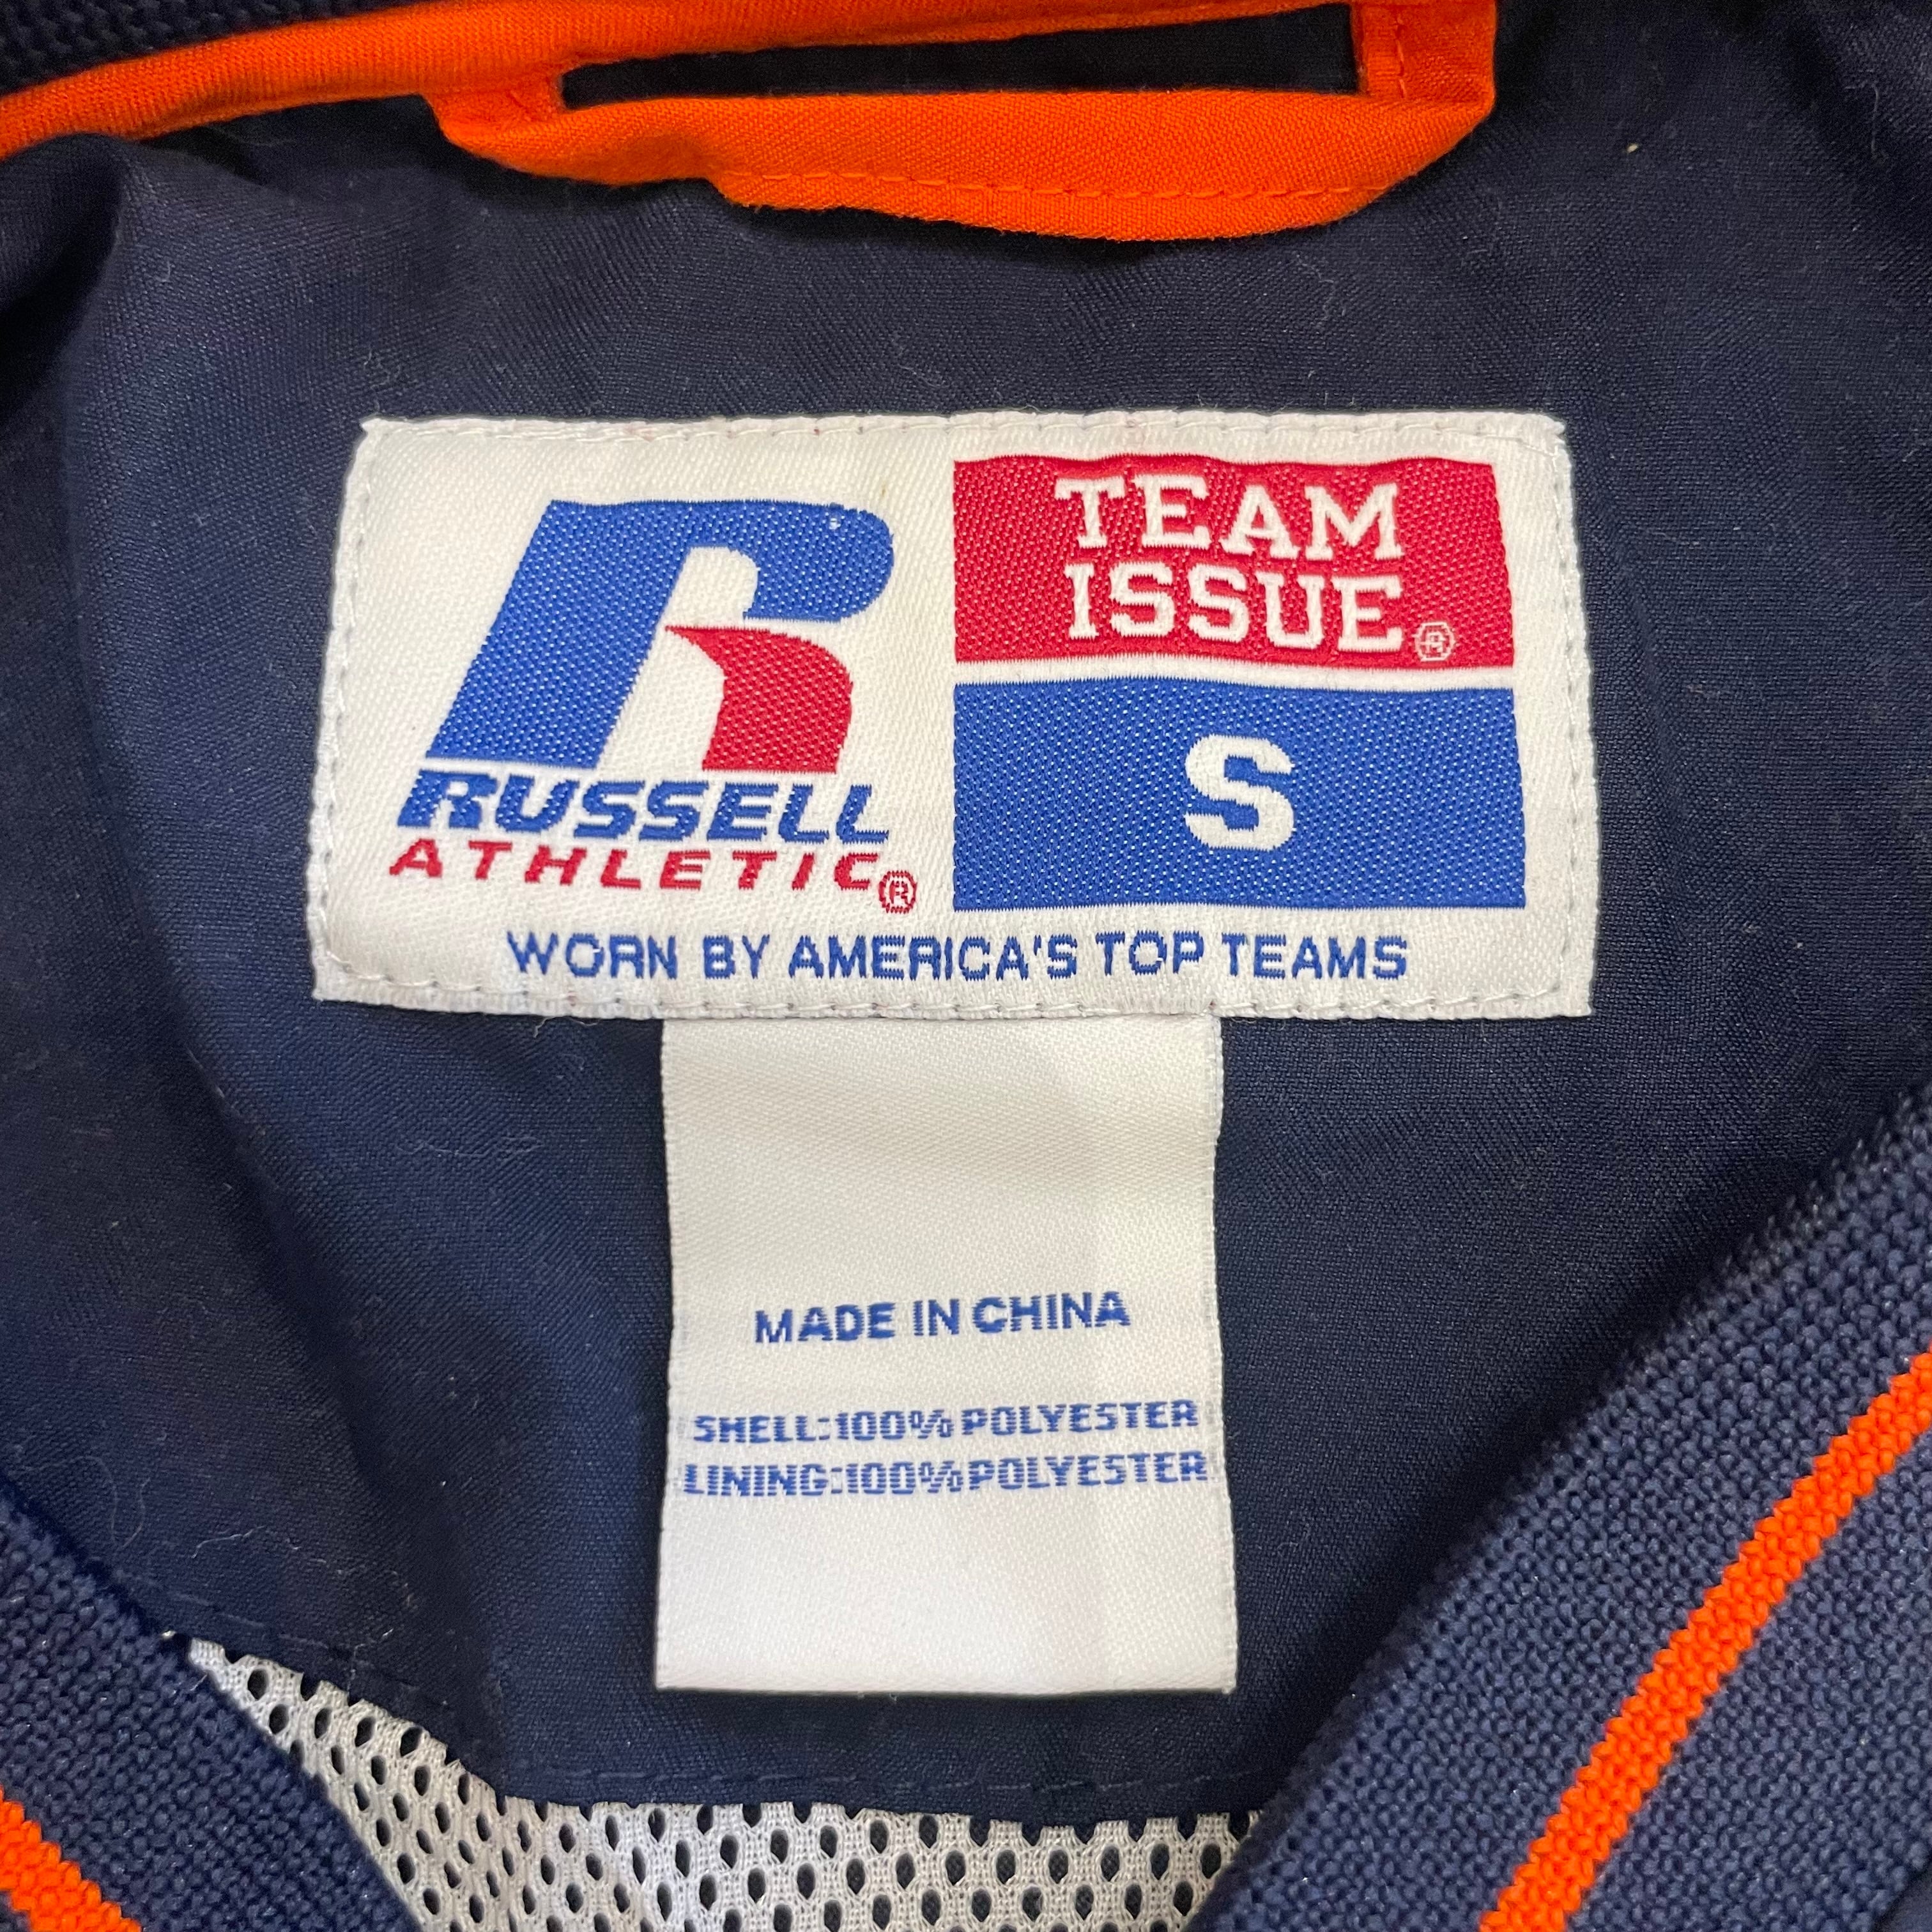 TEAM
ISSUE®
S
RUSSELL
ATHLETIC®
WORN BY AMERICA'S TOP TEAMS
MADE IN CHINA
SHELL:100% POLYESTER
LINING:100% POLYESTER